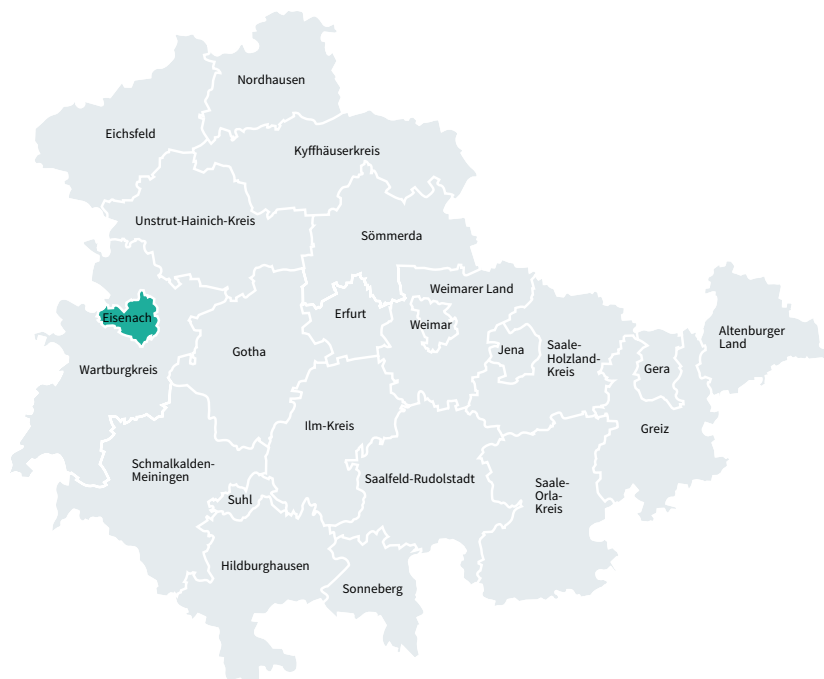 Nordhausen
Eichsfeld
Kyffhäuserkreis
Unstrut-Hainich-Kreis
Sömmerda
Weimarer Land
Eisenach
Erfurt
Weimar
Altenburger
Land
Gotha
Jena
Saale-
Holzland-
Kreis
Wartburgkreis
Gera
Ilm-Kreis
Greiz
Schmalkalden-
Meiningen
Saalfeld-Rudolstadt
Saale-
Orla-
Kreis
Suhl
Hildburghausen
Sonneberg